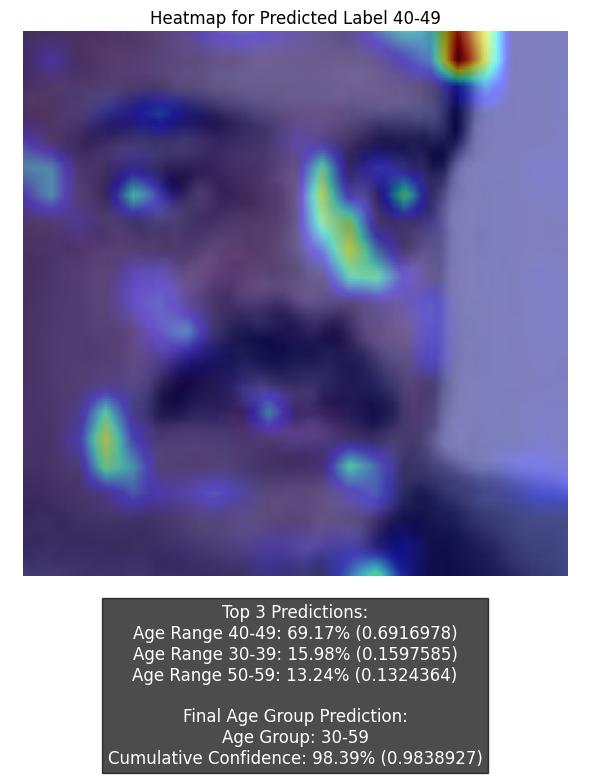 Heatmap for Predicted Label 40-49
Top 3 Predictions:
Age Range 40-49: 69.17% (0.6916978)
Age Range 30-39: 15.98% (0.1597585)
Age Range 50-59: 13.24% (0.1324364)
Final Age Group Prediction:
Age Group: 30-59
Cumulative Confidence: 98.39% (0.9838927)